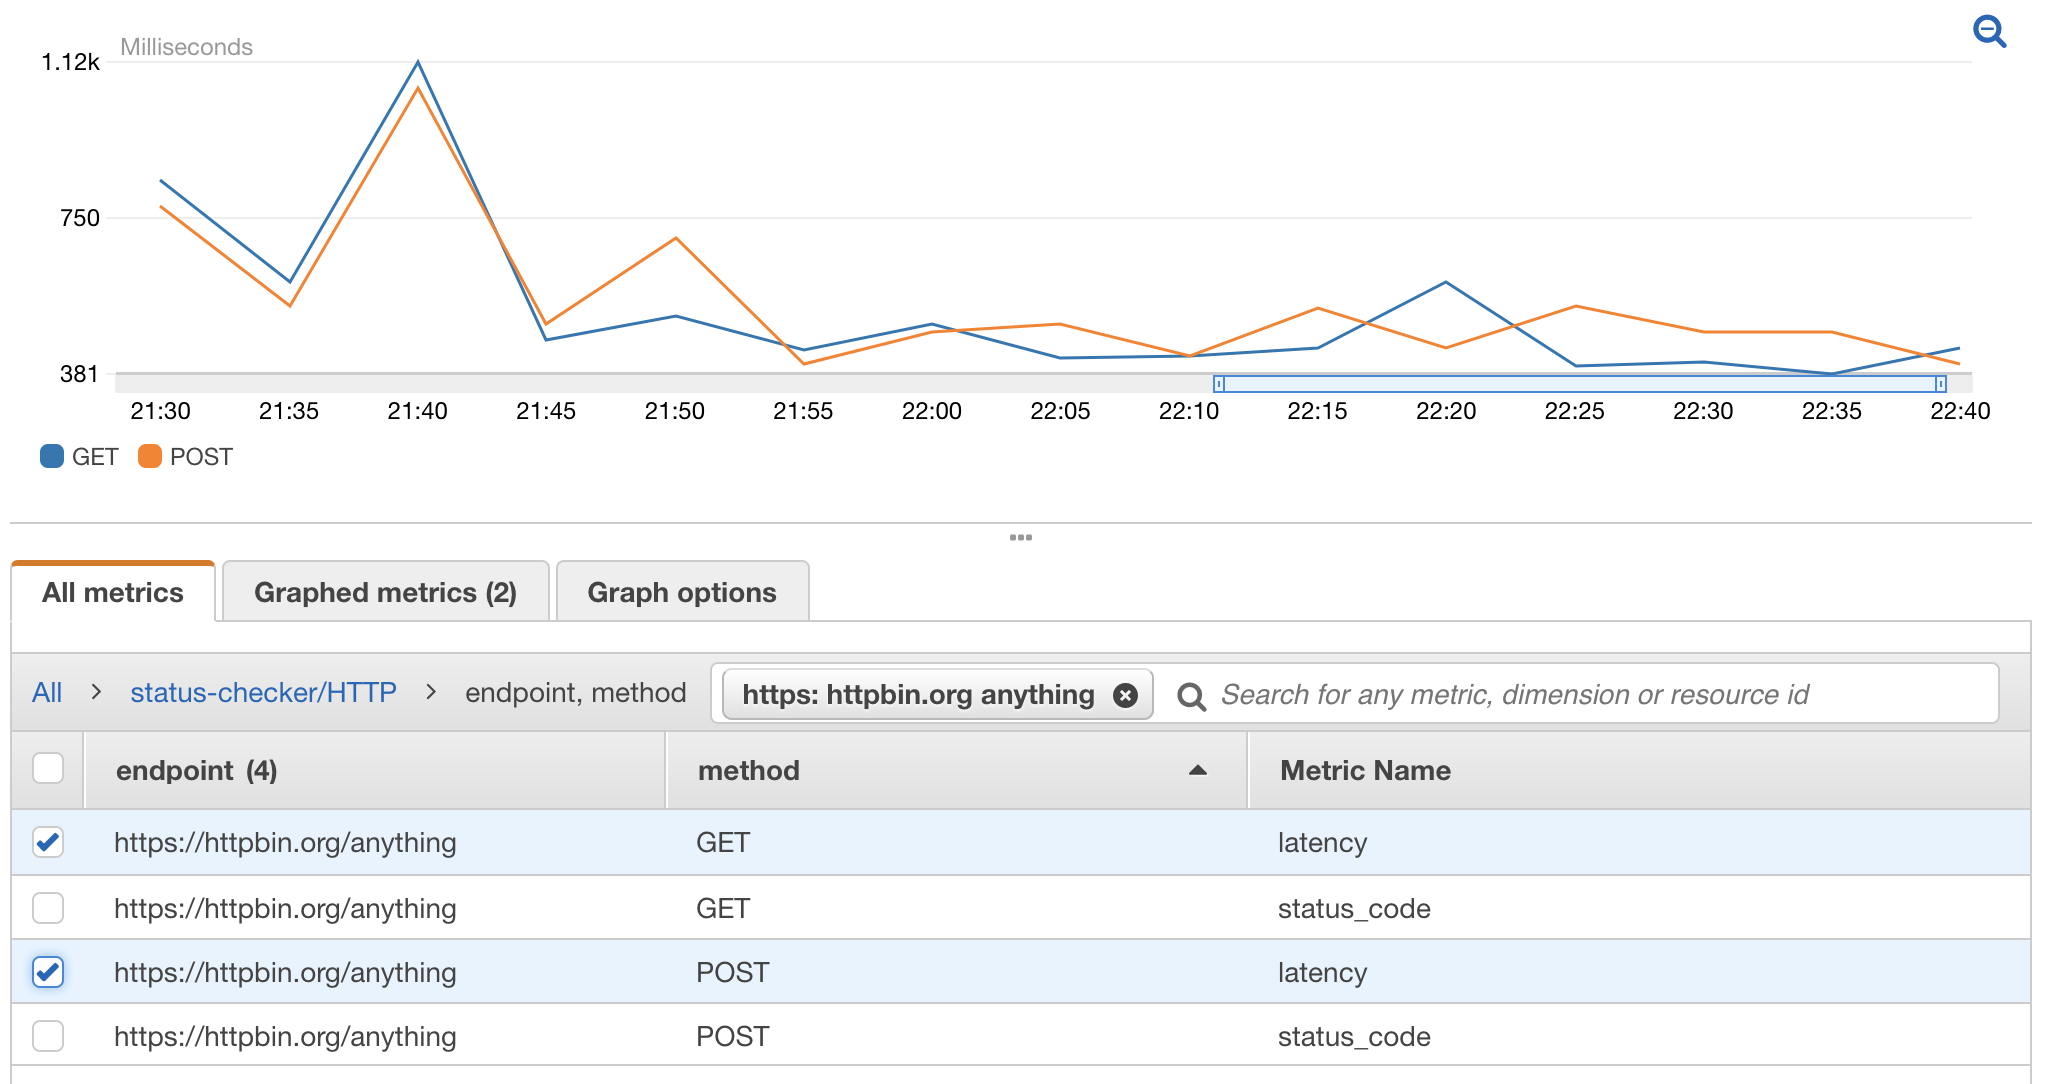 Milliseconds
1.12k
750
381
21:30 21:35 21:40 21:45 21:50 21:55 22:00 22:05 22:10 22:15 22:20 22:25 22:30 22:35 22:40
GET POST
All metrics Graphed metrics (2) Graph options
All > status-checker/HTTP > endpoint, method https: httpbin.org anything Search for any metric, dimension or resource id
endpoint (4) method Metric Name
https://httpbin.org/anything GET latency
https://httpbin.org/anything GET status_code
https://httpbin.org/anything POST latency
https://httpbin.org/anything POST status_code